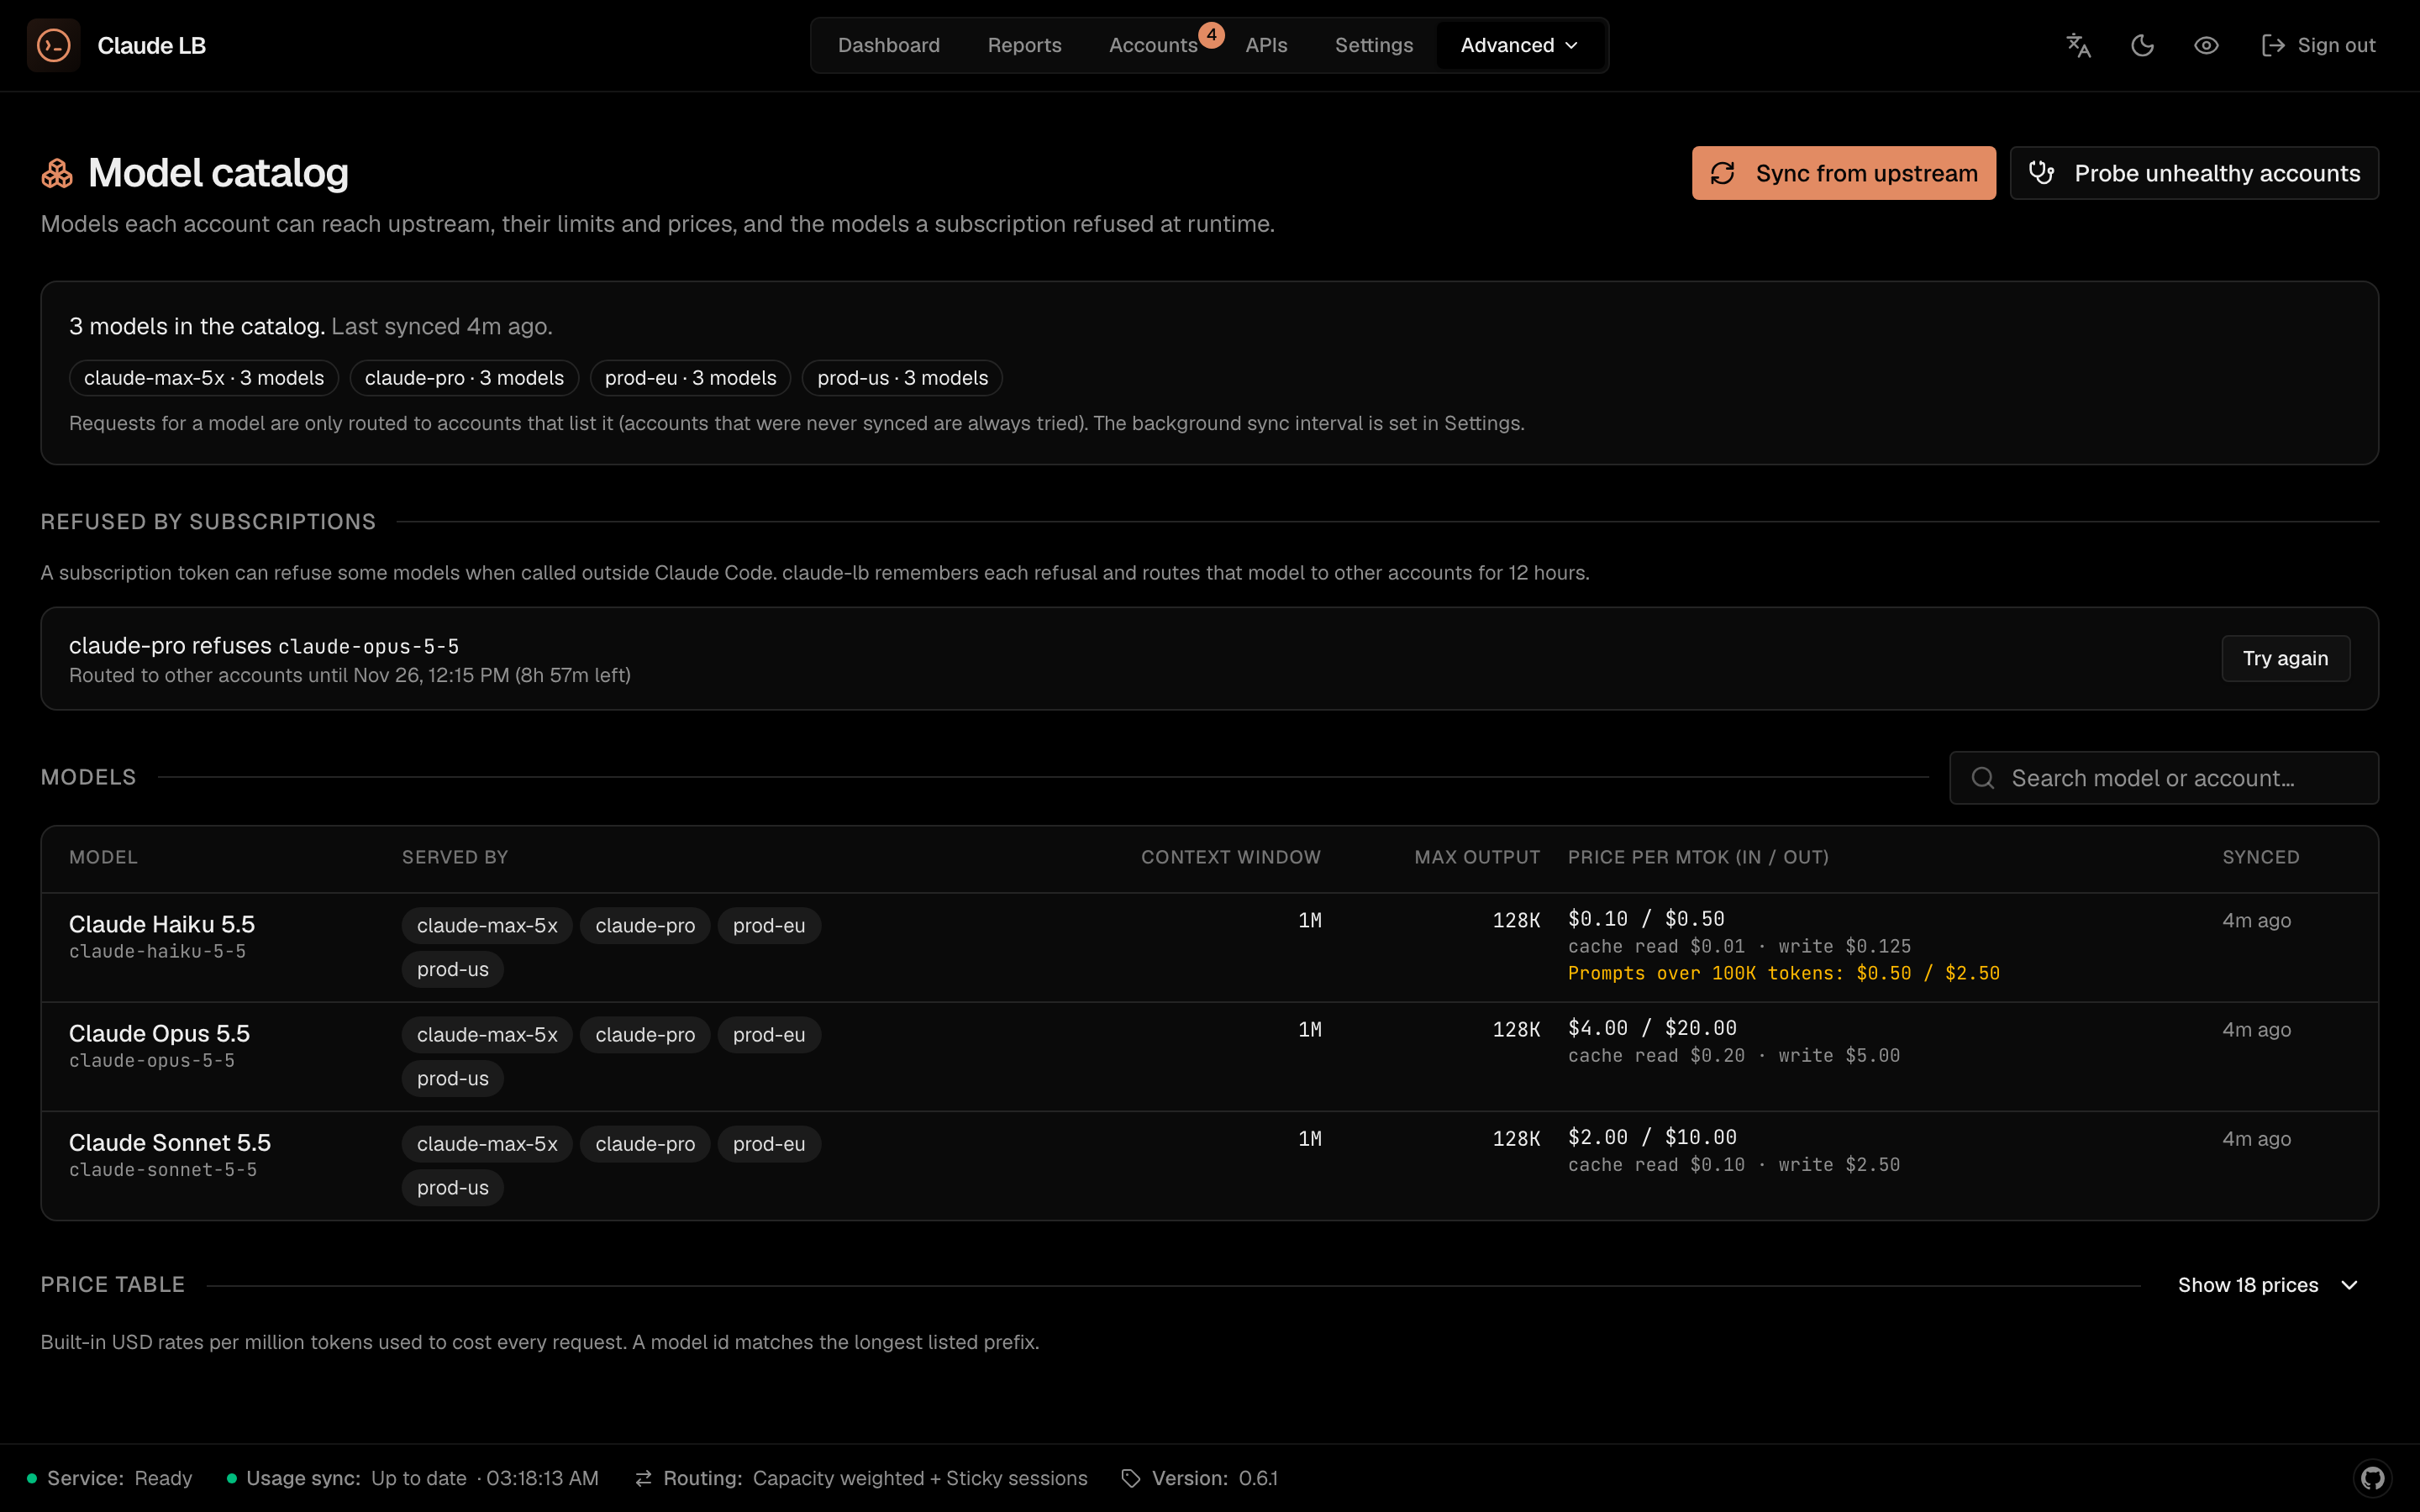 Claude LB
Dashboard
Reports
Accounts 4
APIs
Settings
Advanced
Sign out
Model catalog
Sync from upstream
Probe unhealthy accounts
Models each account can reach upstream, their limits and prices, and the models a subscription refused at runtime.
3 models in the catalog. Last synced 4m ago.
claude-max-5x · 3 models
claude-pro · 3 models
prod-eu · 3 models
prod-us · 3 models
Requests for a model are only routed to accounts that list it (accounts that were never synced are always tried). The background sync interval is set in Settings.
REFUSED BY SUBSCRIPTIONS
A subscription token can refuse some models when called outside Claude Code. claude-lb remembers each refusal and routes that model to other accounts for 12 hours.
claude-pro refuses claude-opus-5-5
Routed to other accounts until Nov 26, 12:15 PM (8h 57m left)
Try again
MODELS
Search model or account...
MODEL SERVED BY CONTEXT WINDOW MAX OUTPUT PRICE PER MTOK (IN / OUT) SYNCED
Claude Haiku 5.5 claude-max-5x claude-pro prod-eu 1M 128K $0.10 / $0.50 4m ago
claude-haiku-5-5 cache read $0.01 · write $0.125
prod-us Prompts over 100K tokens: $0.50 / $2.50
Claude Opus 5.5 claude-max-5x claude-pro prod-eu 1M 128K $4.00 / $20.00 4m ago
claude-opus-5-5 cache read $0.20 · write $5.00
prod-us
Claude Sonnet 5.5 claude-max-5x claude-pro prod-eu 1M 128K $2.00 / $10.00 4m ago
claude-sonnet-5-5 cache read $0.10 · write $2.50
prod-us
PRICE TABLE
Show 18 prices
Built-in USD rates per million tokens used to cost every request. A model id matches the longest listed prefix.
Service: Ready
Usage sync: Up to date · 03:18:13 AM
Routing: Capacity weighted + Sticky sessions
Version: 0.6.1